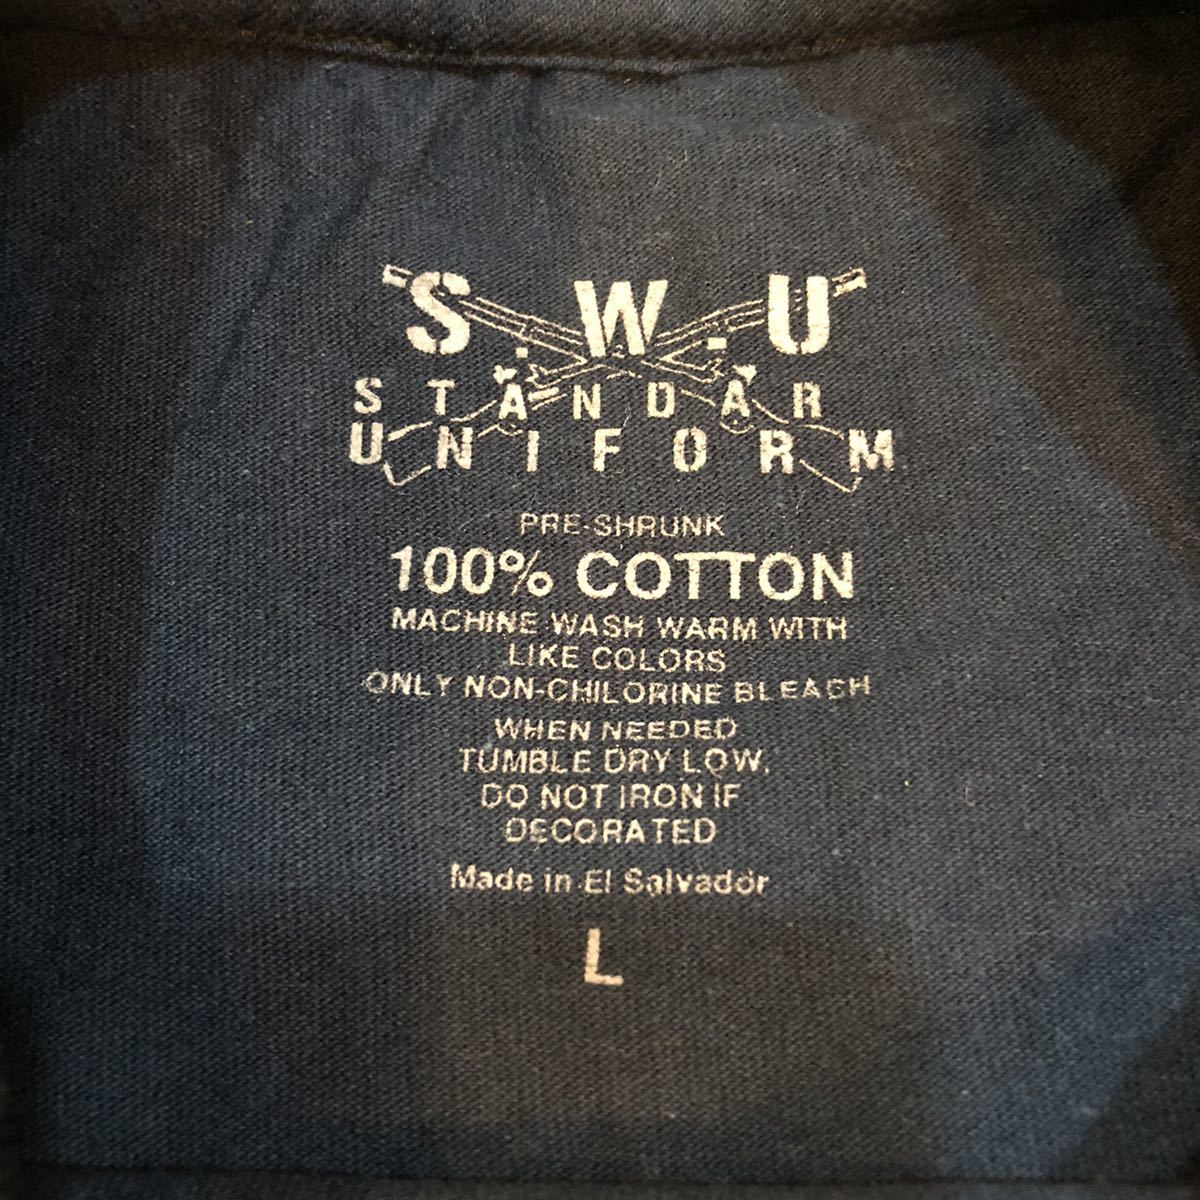 S.W.U
STANDAR
UNIFORM
PRE-SHRUNK
100% COTTON
MACHINE WASH WARM WITH
LIKE COLORS
ONLY NON-CHILORINE BLEACH
WHEN NEEDED
TUMBLE DRY LOW.
DO NOT IRON IF
DECORATED
Made in El Salvador
L